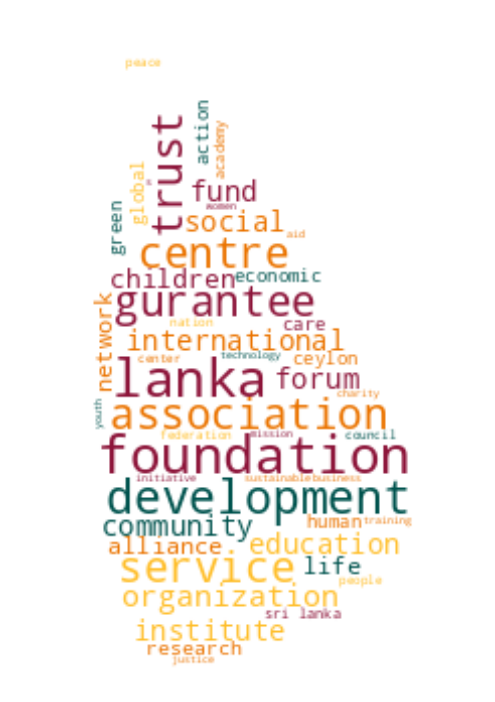 peace
action
trust
academy
global
fund
women
green
social
aid
centre
children
economic
gurantee
nation
care
network
international
center
technology
ceylon
lanka
forum
charity
youth
association
federation
mission
council
foundation
initiative
sustainable
business
development
community
human
training
alliance
education
service
life
people
organization
sri lanka
institute
research
justice